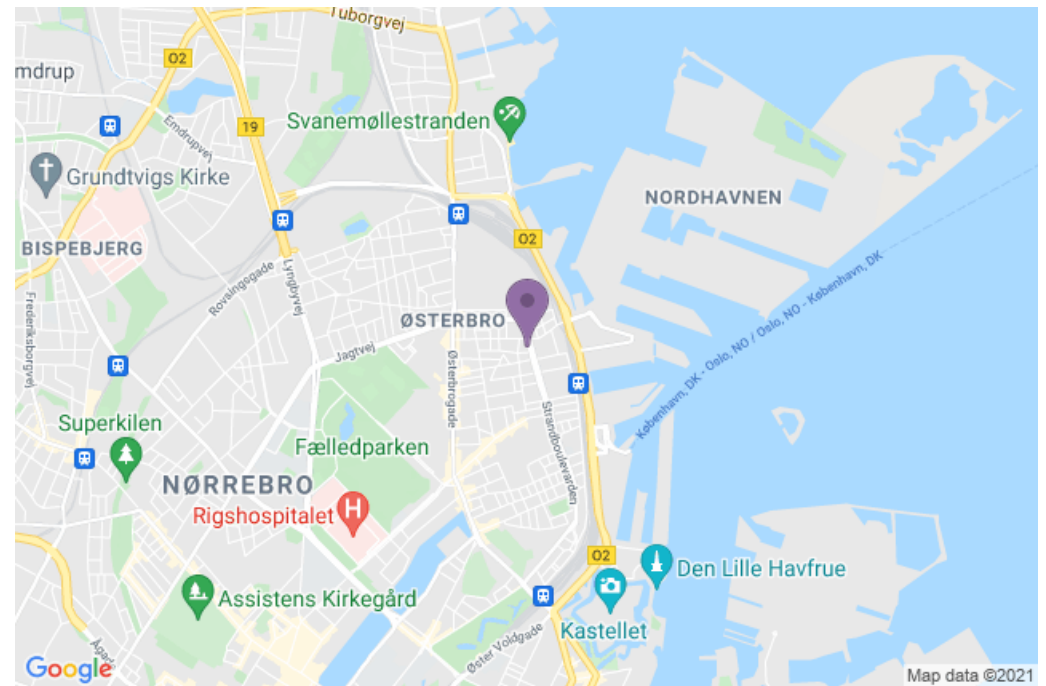 Tuborgvej
O2
mdrup
Emdrupvej
19
Svanemøllestranden
Grundtvigs Kirke
NORDHAVNEN
BISPEBJERG
O2
Rovsingsgade
Lyngbyvej
Frederiksborgvej
ØSTERBRO
Jagtvej
Østerbrogade
København, DK - Oslo, NO / Oslo, NO - København, DK
Strandboulevarden
Superkilen
Fælledparken
NØRREBRO
H
Rigshospitalet
O2
Den Lille Havfrue
Assistens Kirkegård
Kastellet
Øster Voldgade
Ågade
Google
Map data ©2021